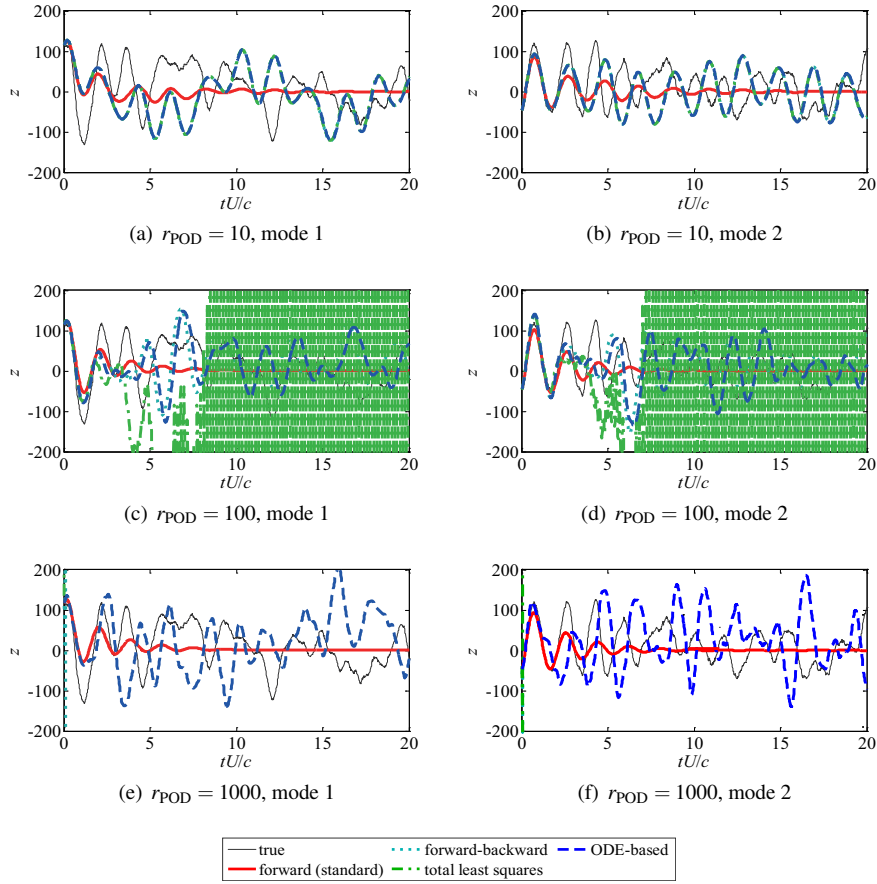 200
100
0
-100
-200
z
0 5 10 15 20
tU/c
(a) r_POD = 10, mode 1
200
100
0
-100
-200
z
0 5 10 15 20
tU/c
(b) r_POD = 10, mode 2
200
100
0
-100
-200
z
0 5 10 15 20
tU/c
(c) r_POD = 100, mode 1
200
100
0
-100
-200
z
0 5 10 15 20
tU/c
(d) r_POD = 100, mode 2
200
100
0
-100
-200
z
0 5 10 15 20
tU/c
(e) r_POD = 1000, mode 1
200
100
0
-100
-200
z
0 5 10 15 20
tU/c
(f) r_POD = 1000, mode 2
true forward-backward ODE-based
forward (standard) total least squares